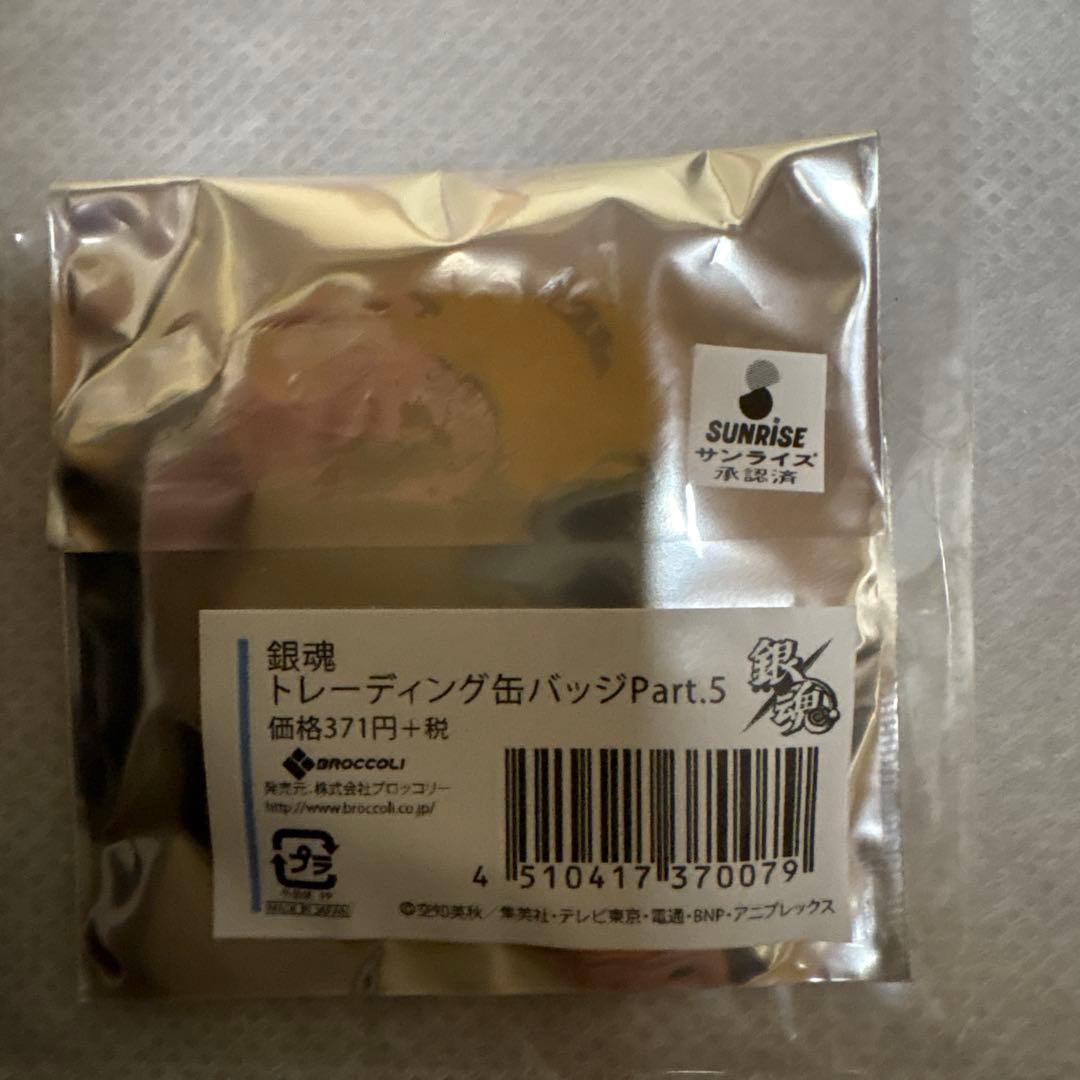 SUNRISE
サンライズ
承認済
銀魂
トレーディング缶バッジPart.5
価格371円+税
銀魂
BROCCOLI
発売元:株式会社ブロッコリー
http://www.broccoli.co.jp/
プラ
MADE IN JAPAN
4 510417 370079
©空知英秋/集英社・テレビ東京・電通・BNP・アニプレックス